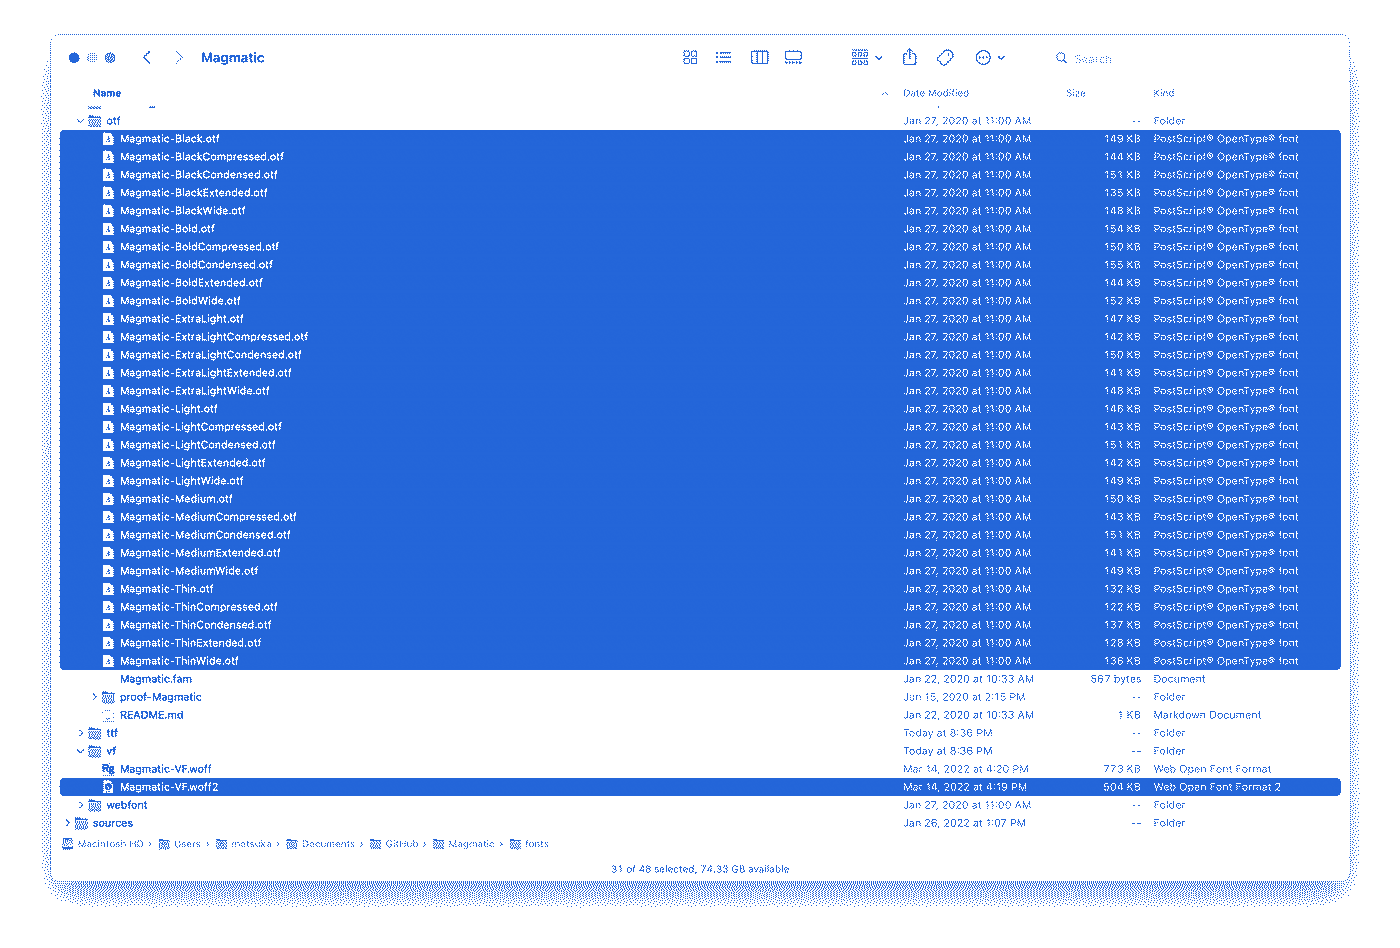 Magmatic
Search
Name Date Modified Size Kind
otf Jan 27, 2020 at 11:00 AM -- Folder
Magmatic-Black.otf Jan 27, 2020 at 11:00 AM 149 KB PostScript® OpenType® font
Magmatic-BlackCompressed.otf Jan 27, 2020 at 11:00 AM 144 KB PostScript® OpenType® font
Magmatic-BlackCondensed.otf Jan 27, 2020 at 11:00 AM 151 KB PostScript® OpenType® font
Magmatic-BlackExtended.otf Jan 27, 2020 at 11:00 AM 135 KB PostScript® OpenType® font
Magmatic-BlackWide.otf Jan 27, 2020 at 11:00 AM 148 KB PostScript® OpenType® font
Magmatic-Bold.otf Jan 27, 2020 at 11:00 AM 154 KB PostScript® OpenType® font
Magmatic-BoldCompressed.otf Jan 27, 2020 at 11:00 AM 150 KB PostScript® OpenType® font
Magmatic-BoldCondensed.otf Jan 27, 2020 at 11:00 AM 155 KB PostScript® OpenType® font
Magmatic-BoldExtended.otf Jan 27, 2020 at 11:00 AM 144 KB PostScript® OpenType® font
Magmatic-BoldWide.otf Jan 27, 2020 at 11:00 AM 152 KB PostScript® OpenType® font
Magmatic-ExtraLight.otf Jan 27, 2020 at 11:00 AM 147 KB PostScript® OpenType® font
Magmatic-ExtraLightCompressed.otf Jan 27, 2020 at 11:00 AM 142 KB PostScript® OpenType® font
Magmatic-ExtraLightCondensed.otf Jan 27, 2020 at 11:00 AM 150 KB PostScript® OpenType® font
Magmatic-ExtraLightExtended.otf Jan 27, 2020 at 11:00 AM 141 KB PostScript® OpenType® font
Magmatic-ExtraLightWide.otf Jan 27, 2020 at 11:00 AM 148 KB PostScript® OpenType® font
Magmatic-Light.otf Jan 27, 2020 at 11:00 AM 146 KB PostScript® OpenType® font
Magmatic-LightCompressed.otf Jan 27, 2020 at 11:00 AM 143 KB PostScript® OpenType® font
Magmatic-LightCondensed.otf Jan 27, 2020 at 11:00 AM 151 KB PostScript® OpenType® font
Magmatic-LightExtended.otf Jan 27, 2020 at 11:00 AM 142 KB PostScript® OpenType® font
Magmatic-LightWide.otf Jan 27, 2020 at 11:00 AM 149 KB PostScript® OpenType® font
Magmatic-Medium.otf Jan 27, 2020 at 11:00 AM 150 KB PostScript® OpenType® font
Magmatic-MediumCompressed.otf Jan 27, 2020 at 11:00 AM 143 KB PostScript® OpenType® font
Magmatic-MediumCondensed.otf Jan 27, 2020 at 11:00 AM 151 KB PostScript® OpenType® font
Magmatic-MediumExtended.otf Jan 27, 2020 at 11:00 AM 141 KB PostScript® OpenType® font
Magmatic-MediumWide.otf Jan 27, 2020 at 11:00 AM 149 KB PostScript® OpenType® font
Magmatic-Thin.otf Jan 27, 2020 at 11:00 AM 132 KB PostScript® OpenType® font
Magmatic-ThinCompressed.otf Jan 27, 2020 at 11:00 AM 122 KB PostScript® OpenType® font
Magmatic-ThinCondensed.otf Jan 27, 2020 at 11:00 AM 137 KB PostScript® OpenType® font
Magmatic-ThinExtended.otf Jan 27, 2020 at 11:00 AM 128 KB PostScript® OpenType® font
Magmatic-ThinWide.otf Jan 27, 2020 at 11:00 AM 136 KB PostScript® OpenType® font
Magmatic.fam Jan 22, 2020 at 10:33 AM 567 bytes Document
proof-Magmatic Jan 15, 2020 at 2:15 PM -- Folder
README.md Jan 22, 2020 at 10:33 AM 1 KB Markdown Document
ttf Today at 8:36 PM -- Folder
vf Today at 8:36 PM -- Folder
Magmatic-VF.woff Mar 14, 2022 at 4:20 PM 773 KB Web Open Font Format
Magmatic-VF.woff2 Mar 14, 2022 at 4:19 PM 504 KB Web Open Font Format 2
webfont Jan 27, 2020 at 11:00 AM -- Folder
sources Jan 26, 2022 at 1:07 PM -- Folder
Macintosh HD › Users › motsuka › Documents › GitHub › Magmatic › fonts
31 of 48 selected, 74.33 GB available